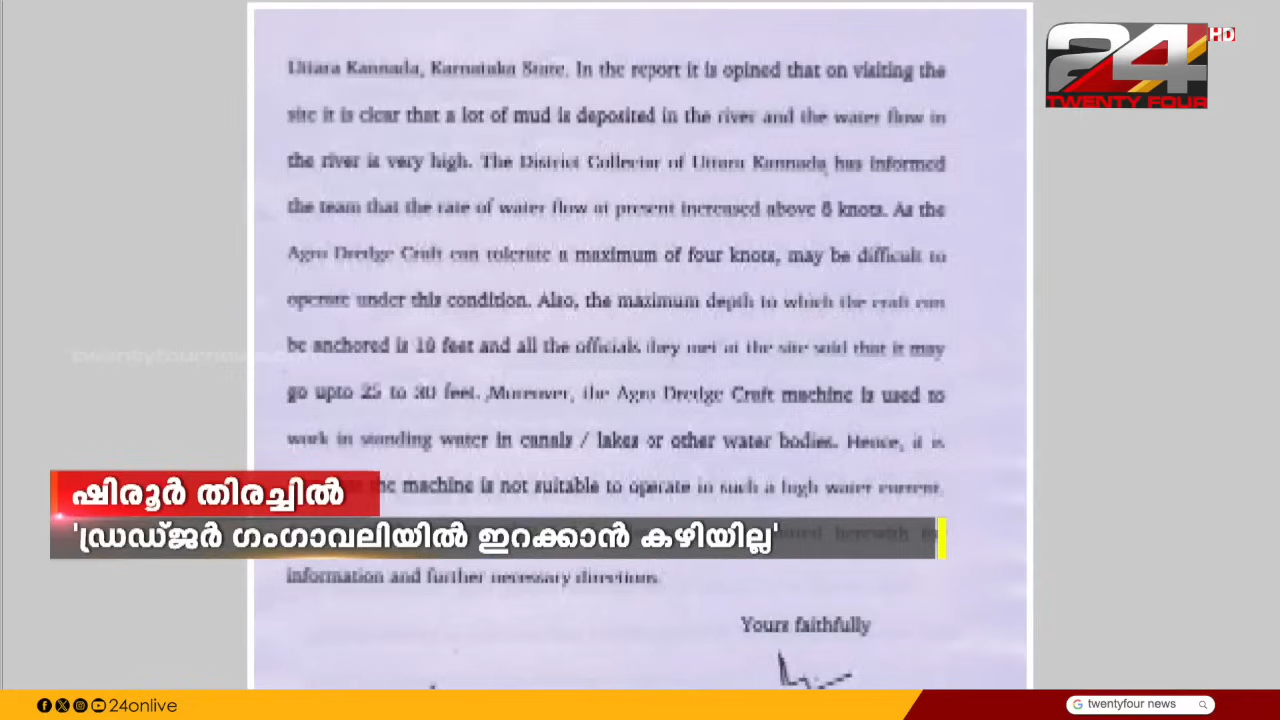 24 HD
TWENTY FOUR
Uttara Kannada, Karnataka State. In the report it is opined that on visiting the
site it is clear that a lot of mud is deposited in the river and the water flow in
the river is very high. The District Collector of Uttara Kannada has informed
the team that the rate of water flow at present increased above 8 knots. As the
Agro Dredge Craft can tolerate a maximum of four knots, may be difficult to
operate under this condition. Also, the maximum depth to which the craft can
be anchored is 10 feet and all the officials they met at the site sold that it may
go upto 25 to 30 feet. Moreover, the Agro Dredge Craft machine is used to
work in standing water in canals / lakes or other water bodies. Hence, it is
machine is not suitable to operate in such a high water current.
herewith
information and further necessary directions.
Yours faithfully
twentyfournews.com
ഷിരൂർ തിരച്ചിൽ
'ഡ്രഡ്ജർ ഗംഗാവലിയിൽ ഇറക്കാൻ കഴിയില്ല'
24onlive
twentyfour news